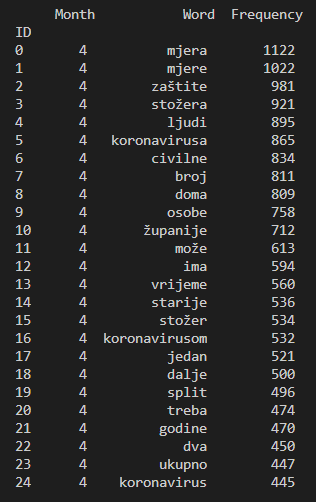 Month Word Frequency
ID
0 4 mjera 1122
1 4 mjere 1022
2 4 zaštite 981
3 4 stožera 921
4 4 ljudi 895
5 4 koronavirusa 865
6 4 civilne 834
7 4 broj 811
8 4 doma 809
9 4 osobe 758
10 4 županije 712
11 4 može 613
12 4 ima 594
13 4 vrijeme 560
14 4 starije 536
15 4 stožer 534
16 4 koronavirusom 532
17 4 jedan 521
18 4 dalje 500
19 4 split 496
20 4 treba 474
21 4 godine 470
22 4 dva 450
23 4 ukupno 447
24 4 koronavirus 445